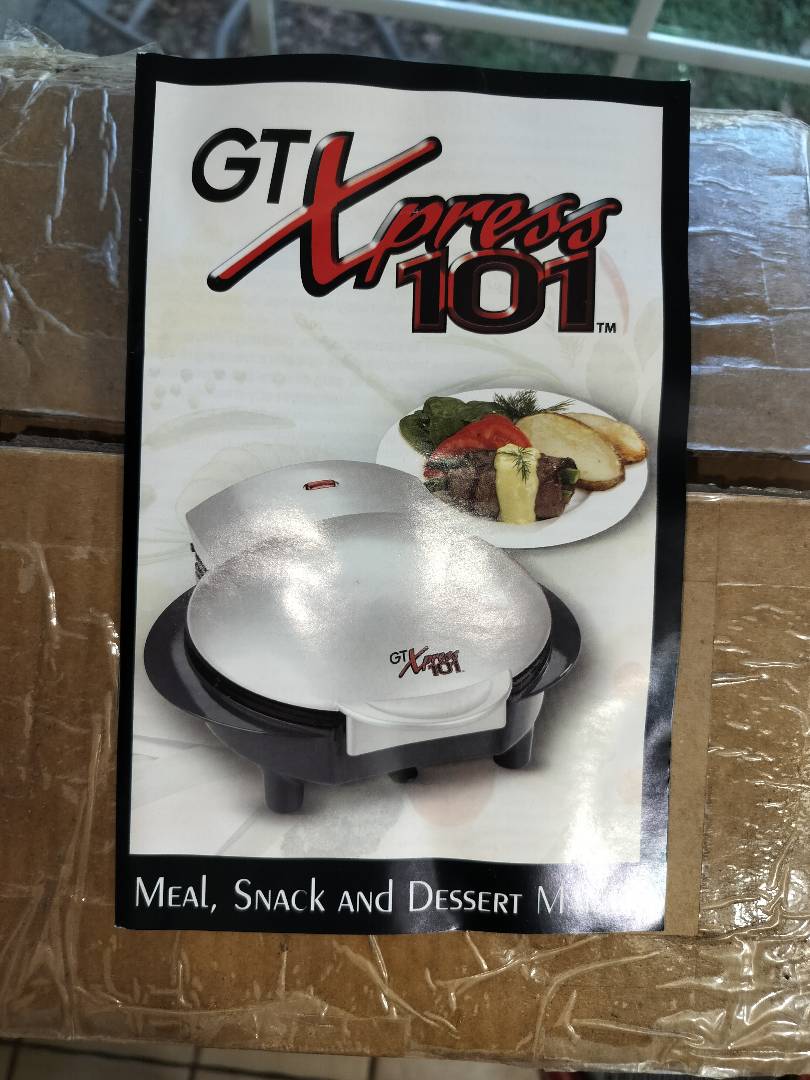 GT Xpress
101™
GT Xpress
101
Meal, Snack and Dessert